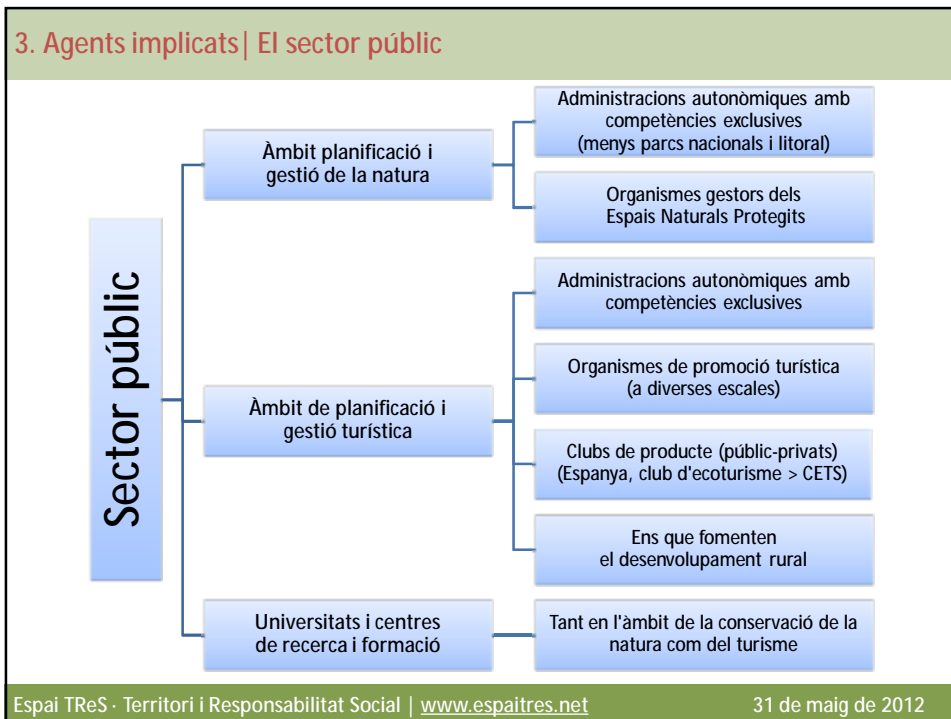 3. Agents implicats| El sector públic
Sector públic
Àmbit planificació i
gestió de la natura
Administracions autonòmiques amb
competències exclusives
(menys parcs nacionals i litoral)
Organismes gestors dels
Espais Naturals Protegits
Àmbit de planificació i
gestió turística
Administracions autonòmiques amb
competències exclusives
Organismes de promoció turística
(a diverses escales)
Clubs de producte (públic-privats)
(Espanya, club d'ecoturisme > CETS)
Ens que fomenten
el desenvolupament rural
Universitats i centres
de recerca i formació
Tant en l'àmbit de la conservació de la
natura com del turisme
Espai TReS · Territori i Responsabilitat Social | www.espaitres.net 31 de maig de 2012